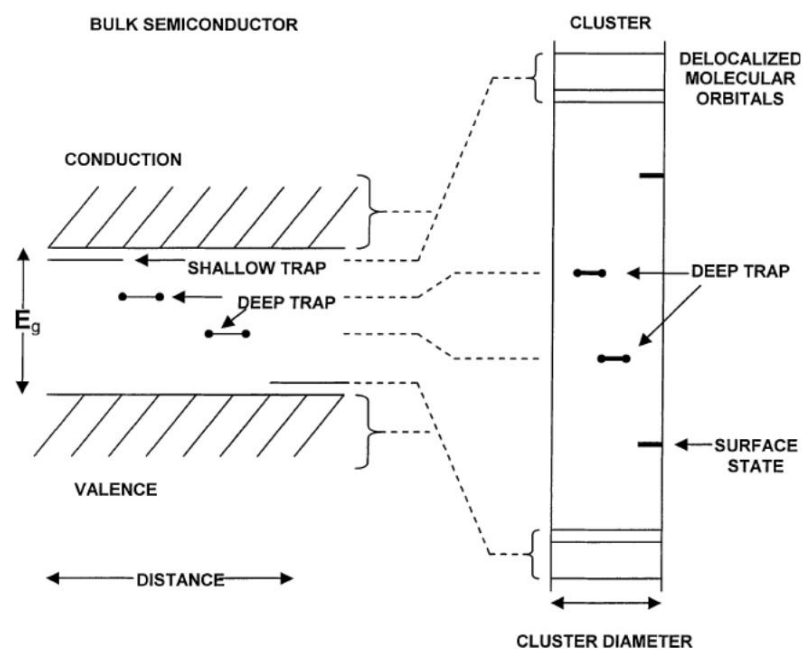 BULK SEMICONDUCTOR
CLUSTER
DELOCALIZED
MOLECULAR
ORBITALS
CONDUCTION
SHALLOW TRAP
DEEP TRAP
Eg
DEEP TRAP
VALENCE
SURFACE
STATE
DISTANCE
CLUSTER DIAMETER